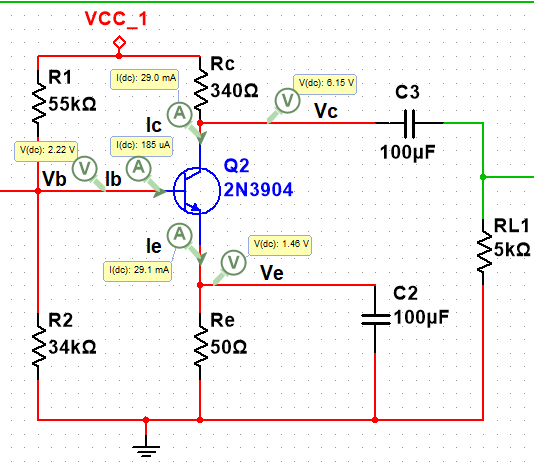 VCC_1
R1
55kΩ
I(dc): 29.0 mA
Rc
340Ω
V(dc): 6.15 V
A
V
Vc
C3
100µF
Ic
V(dc): 2.22 V
I(dc): 185 uA
V
A
Vb
Ib
Q2
2N3904
RL1
5kΩ
Ie
A
V(dc): 1.46 V
V
I(dc): 29.1 mA
Ve
C2
100µF
R2
34kΩ
Re
50Ω